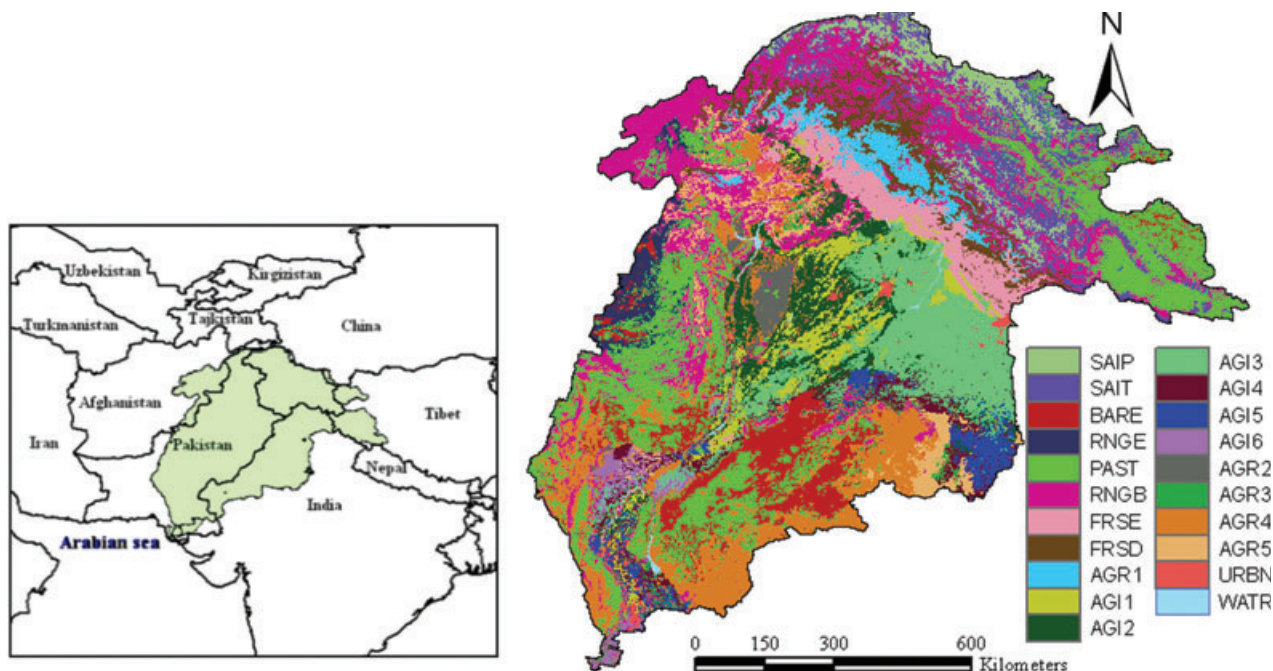 Uzbekistan
Kirgizistan
Turkmanistan
Tajkistan
China
Afghanistan
Tibet
Iran
Pakistan
Nepal
India
Arabian sea
N
SAIP
SAIT
BARE
RNGE
PAST
RNGB
FRSE
FRSD
AGR1
AGI1
AGI2
AGI3
AGI4
AGI5
AGI6
AGR2
AGR3
AGR4
AGR5
URBN
WATR
0 150 300 600
Kilometers